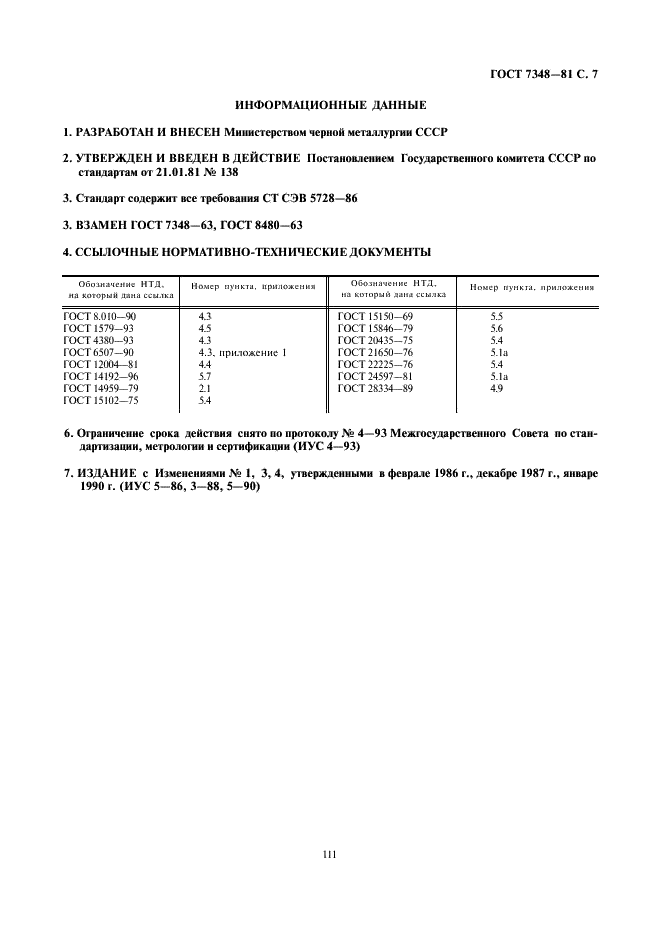 ГОСТ 7348—81 С. 7
ИНФОРМАЦИОННЫЕ ДАННЫЕ
1. РАЗРАБОТАН И ВНЕСЕН Министерством черной металлургии СССР
2. УТВЕРЖДЕН И ВВЕДЕН В ДЕЙСТВИЕ Постановлением Государственного комитета СССР по
стандартам от 21.01.81 № 138
3. Стандарт содержит все требования СТ СЭВ 5728—86
3. ВЗАМЕН ГОСТ 7348—63, ГОСТ 8480—63
4. ССЫЛОЧНЫЕ НОРМАТИВНО-ТЕХНИЧЕСКИЕ ДОКУМЕНТЫ
Обозначение НТД, на который дана ссылка | Номер пункта, приложения | Обозначение НТД, на который дана ссылка | Номер пункта, приложения
ГОСТ 8.010—90 | 4.3 | ГОСТ 15150—69 | 5.5
ГОСТ 1579—93 | 4.5 | ГОСТ 15846—79 | 5.6
ГОСТ 4380—93 | 4.3 | ГОСТ 20435—75 | 5.4
ГОСТ 6507—90 | 4.3, приложение 1 | ГОСТ 21650—76 | 5.1а
ГОСТ 12004—81 | 4.4 | ГОСТ 22225—76 | 5.4
ГОСТ 14192—96 | 5.7 | ГОСТ 24597—81 | 5.1а
ГОСТ 14959—79 | 2.1 | ГОСТ 28334—89 | 4.9
ГОСТ 15102—75 | 5.4
6. Ограничение срока действия снято по протоколу № 4—93 Межгосударственного Совета по стан-
дартизации, метрологии и сертификации (ИУС 4—93)
7. ИЗДАНИЕ с Изменениями № 1, 3, 4, утвержденными в феврале 1986 г., декабре 1987 г., январе
1990 г. (ИУС 5—86, 3—88, 5—90)
111